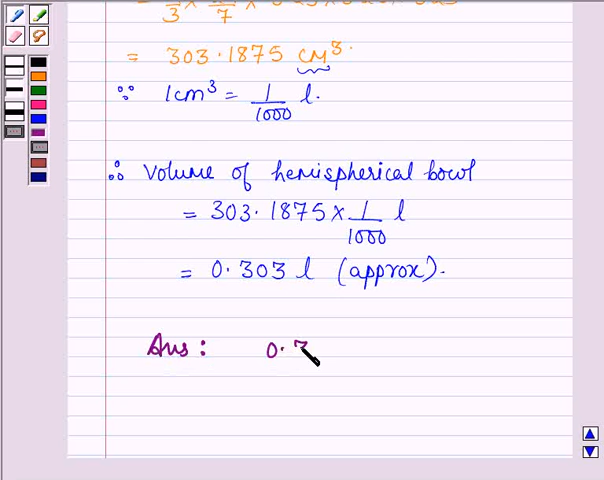 = 303.1875 cm³.
∵ 1cm³ = 1/1000 l.
∴ Volume of hemispherical bowl
= 303.1875 × 1/1000 l
= 0.303 l (approx).
Ans : 0.